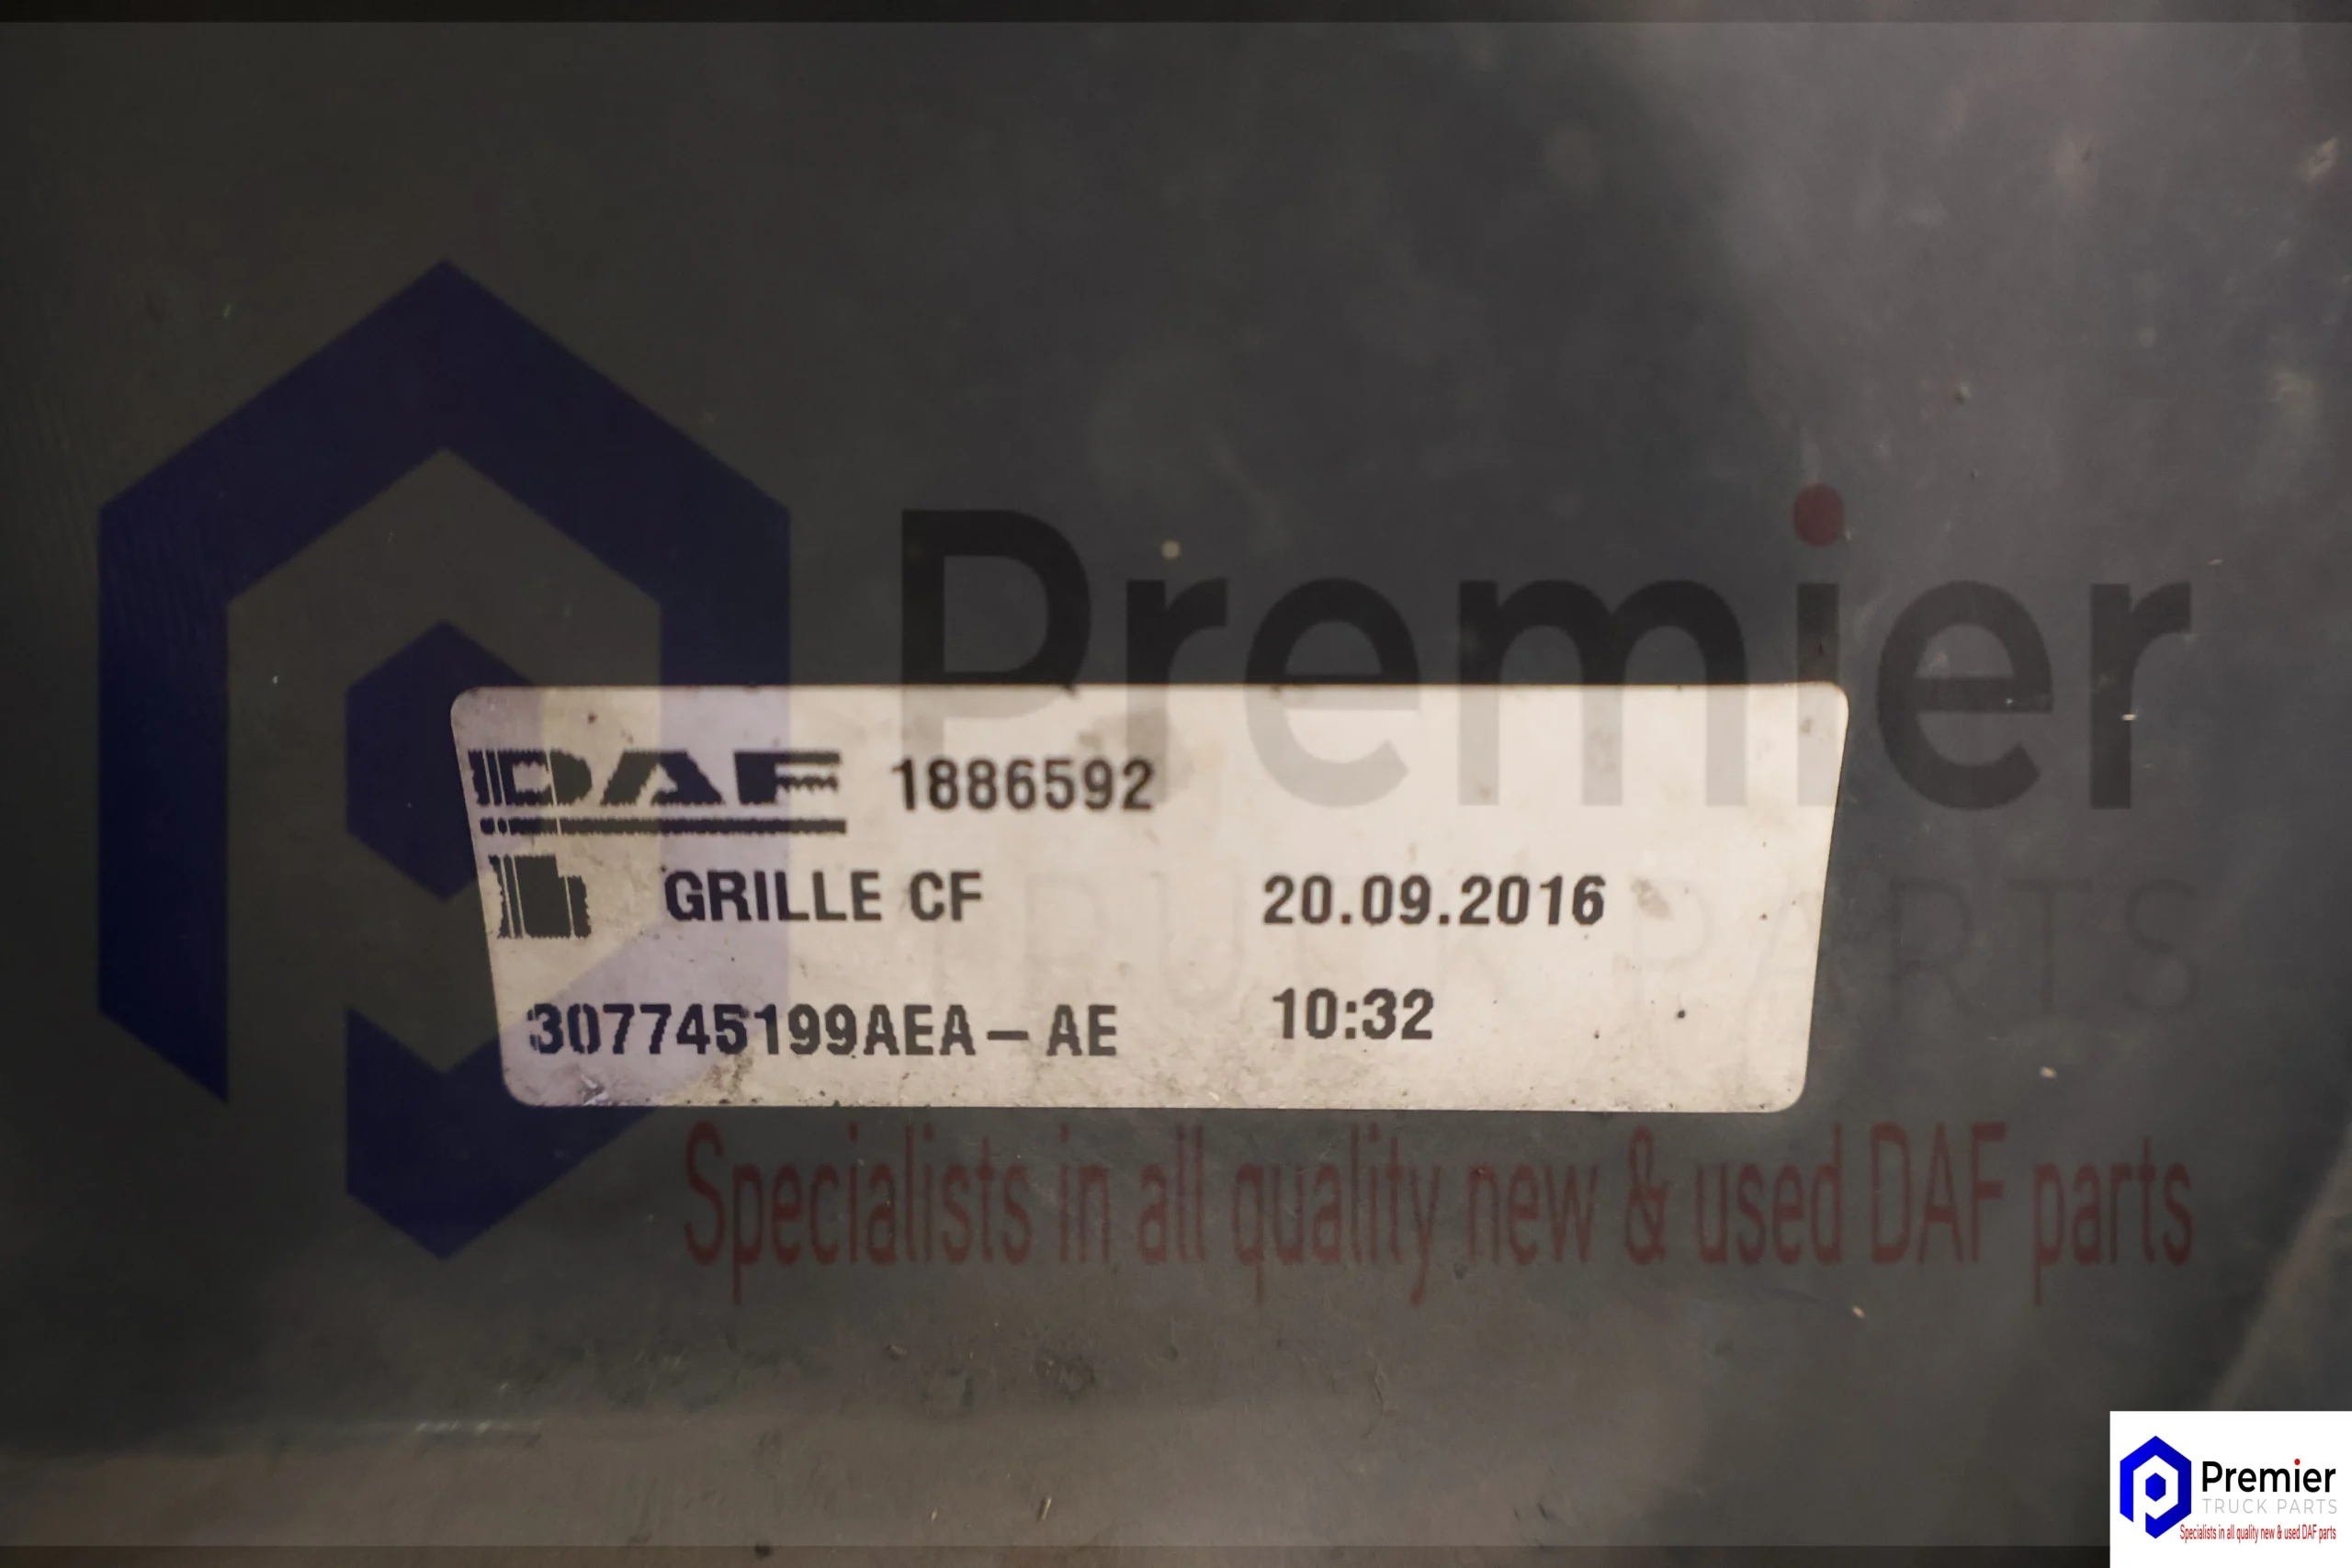 Premier
DAF 1886592
GRILLE CF 20.09.2016
TRUCK PARTS
307745199AEA – AE 10:32
Specialists in all quality new & used DAF parts
Premier
TRUCK PARTS
Specialists in all quality new & used DAF parts